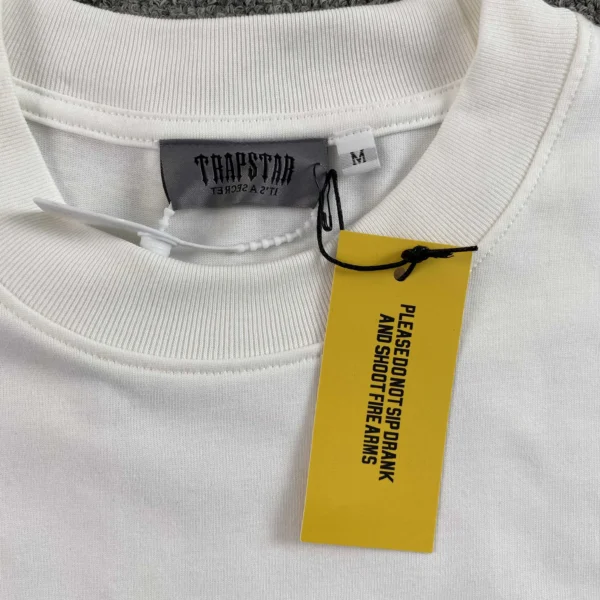 TRAPSTAR
IT'S A SECRET
M
PLEASE DO NOT SIP DRANK
AND SHOOT FIRE ARMS